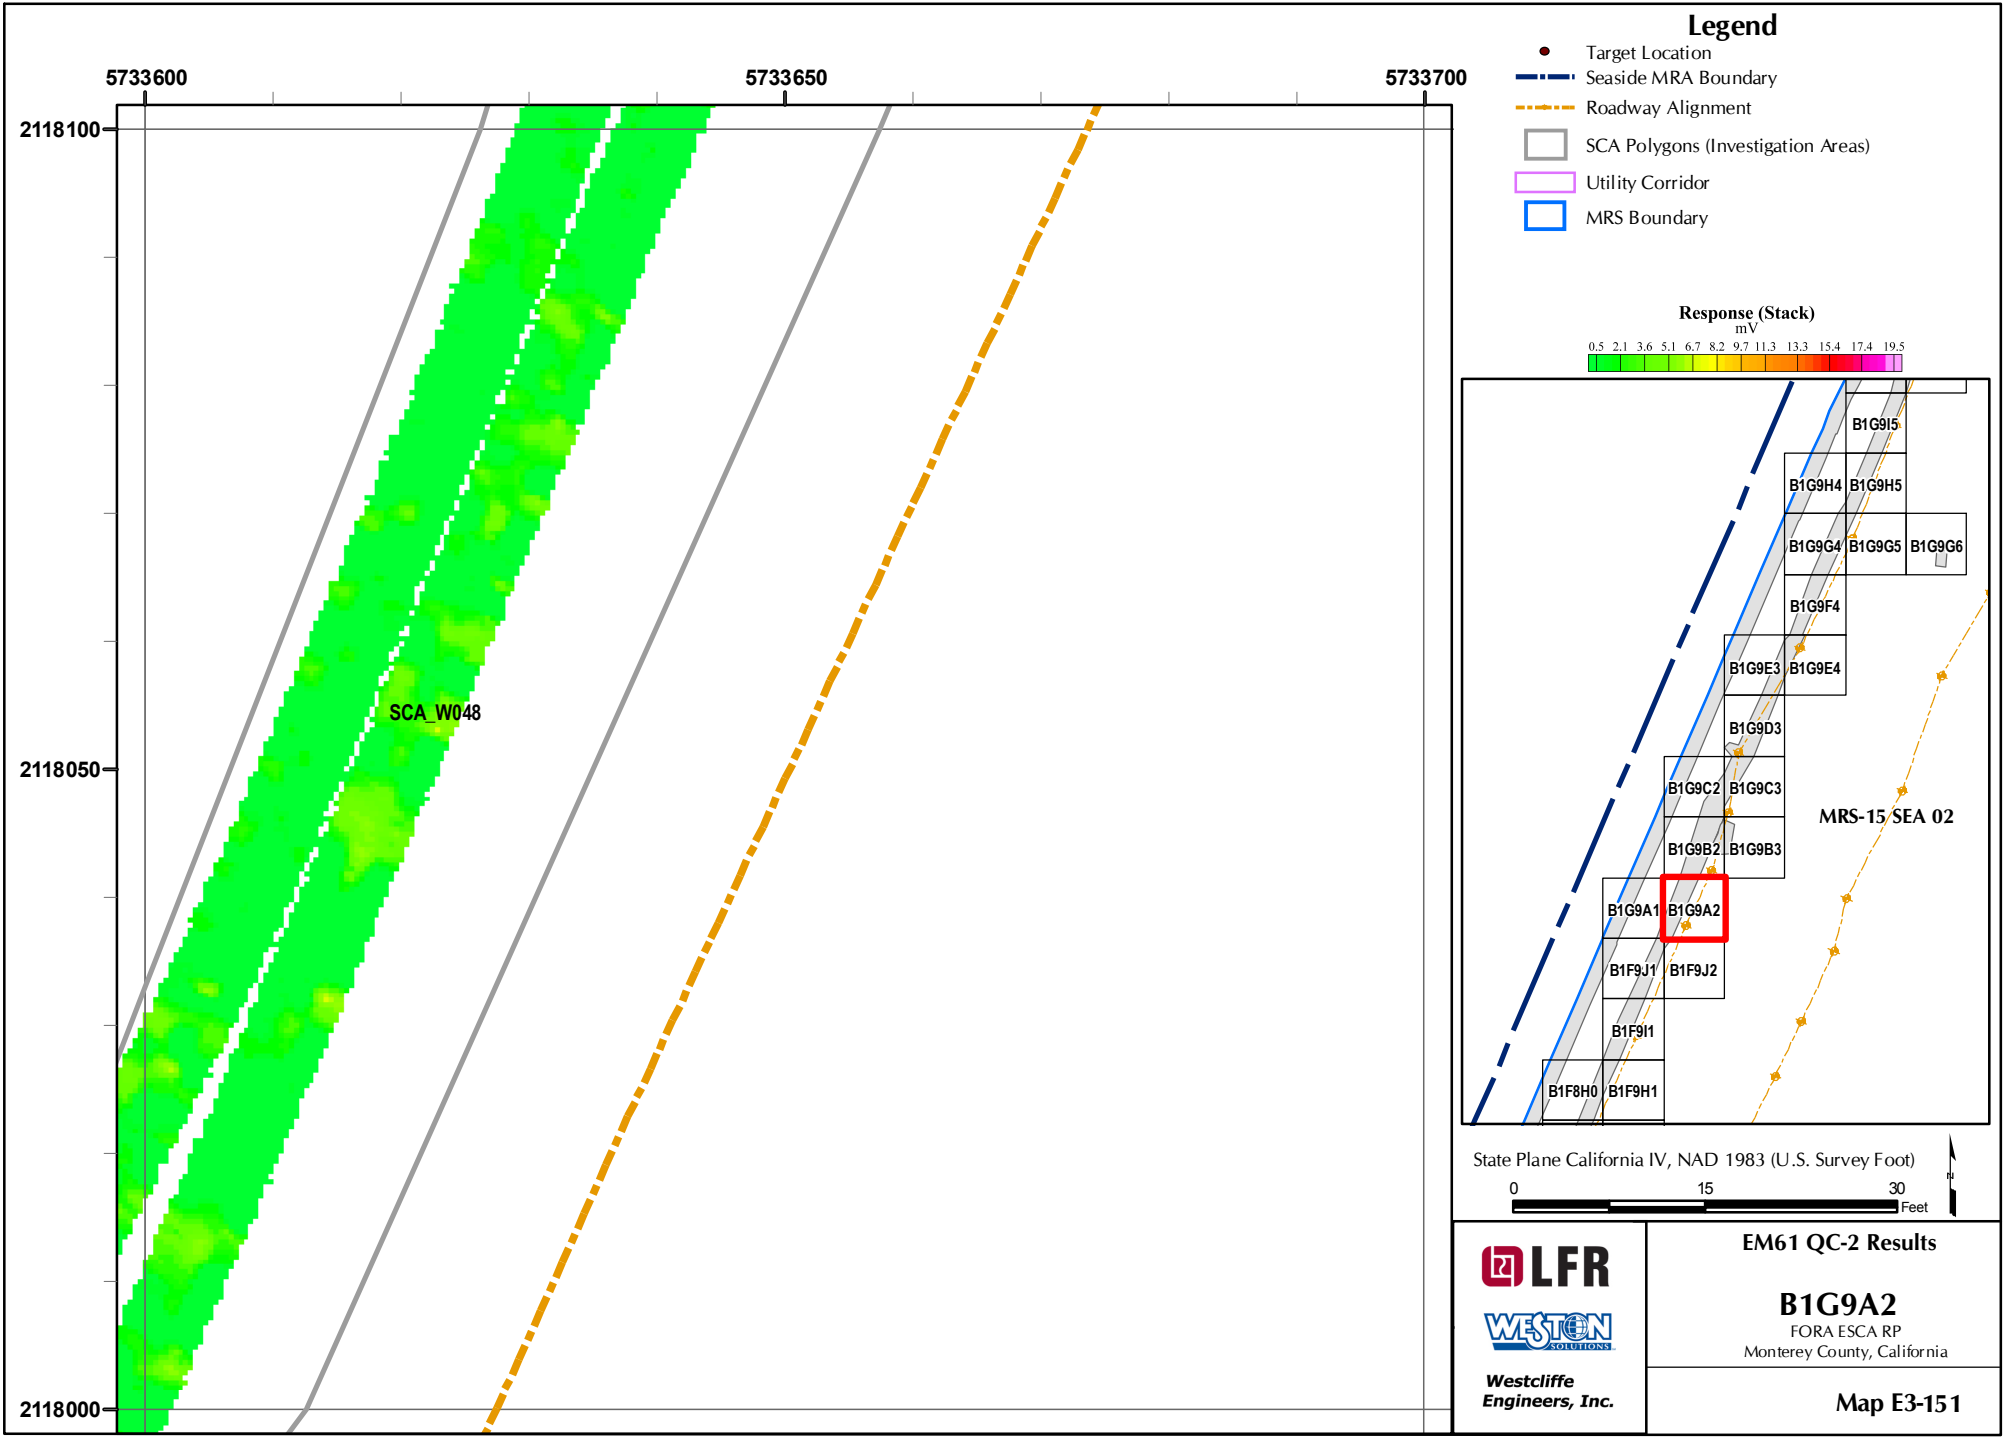 5733600
5733650
5733700
2118100
2118050
2118000
SCA_W048
Legend
Target Location
Seaside MRA Boundary
Roadway Alignment
SCA Polygons (Investigation Areas)
Utility Corridor
MRS Boundary
Response (Stack)
mV
0.5 2.1 3.6 5.1 6.7 8.2 9.7 11.3 13.3 15.4 17.4 19.5
B1G9I5
B1G9H4 B1G9H5
B1G9G4 B1G9G5 B1G9G6
B1G9F4
B1G9E3 B1G9E4
B1G9D3
B1G9C2 B1G9C3
MRS-15 SEA 02
B1G9B2 B1G9B3
B1G9A1 B1G9A2
B1F9J1 B1F9J2
B1F9I1
B1F8H0 B1F9H1
State Plane California IV, NAD 1983 (U.S. Survey Foot)
N
0 15 30
Feet
LFR
WESTON
SOLUTIONS
Westcliffe
Engineers, Inc.
EM61 QC-2 Results
B1G9A2
FORA ESCA RP
Monterey County, California
Map E3-151